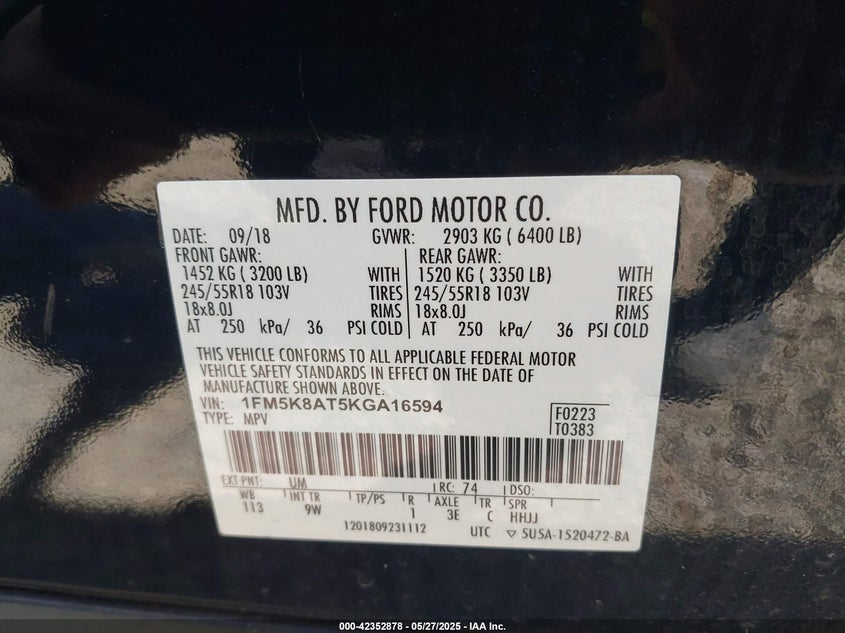 MFD. BY FORD MOTOR CO.
DATE: 09/18 GVWR: 2903 KG ( 6400 LB)
FRONT GAWR: REAR GAWR:
1452 KG ( 3200 LB) WITH 1520 KG ( 3350 LB) WITH
245/55R18 103V TIRES 245/55R18 103V TIRES
18x8.0J RIMS 18x8.0J RIMS
AT 250 kPa/ 36 PSI COLD AT 250 kPa/ 36 PSI COLD
THIS VEHICLE CONFORMS TO ALL APPLICABLE FEDERAL MOTOR
VEHICLE SAFETY STANDARDS IN EFFECT ON THE DATE OF
MANUFACTURE SHOWN ABOVE.
VIN: 1FM5K8AT5KGA16594
TYPE: MPV
F0223
T0383
EXT PNT: UM RC: 74 DSO:
WB INT TR TP/PS R AXLE TR SPR
113 9W 1 3E C HHJJ
1201809231112 UTC ▽ 5U5A-1520472-BA
000-42352878 - 05/27/2025 - IAA Inc.